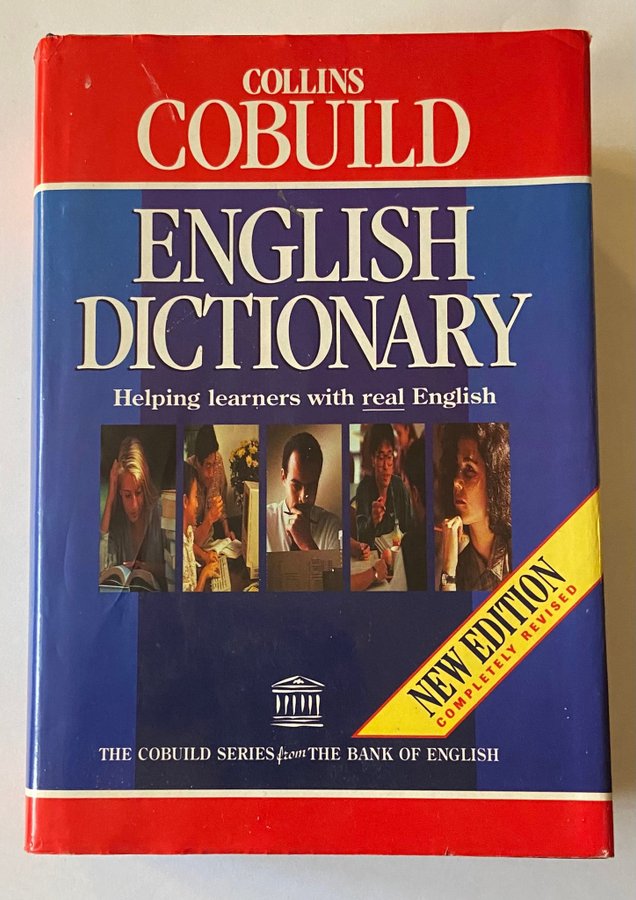 COLLINS
COBUILD
ENGLISH
DICTIONARY
Helping learners with real English
NEW EDITION
COMPLETELY REVISED
THE COBUILD SERIES from THE BANK OF ENGLISH